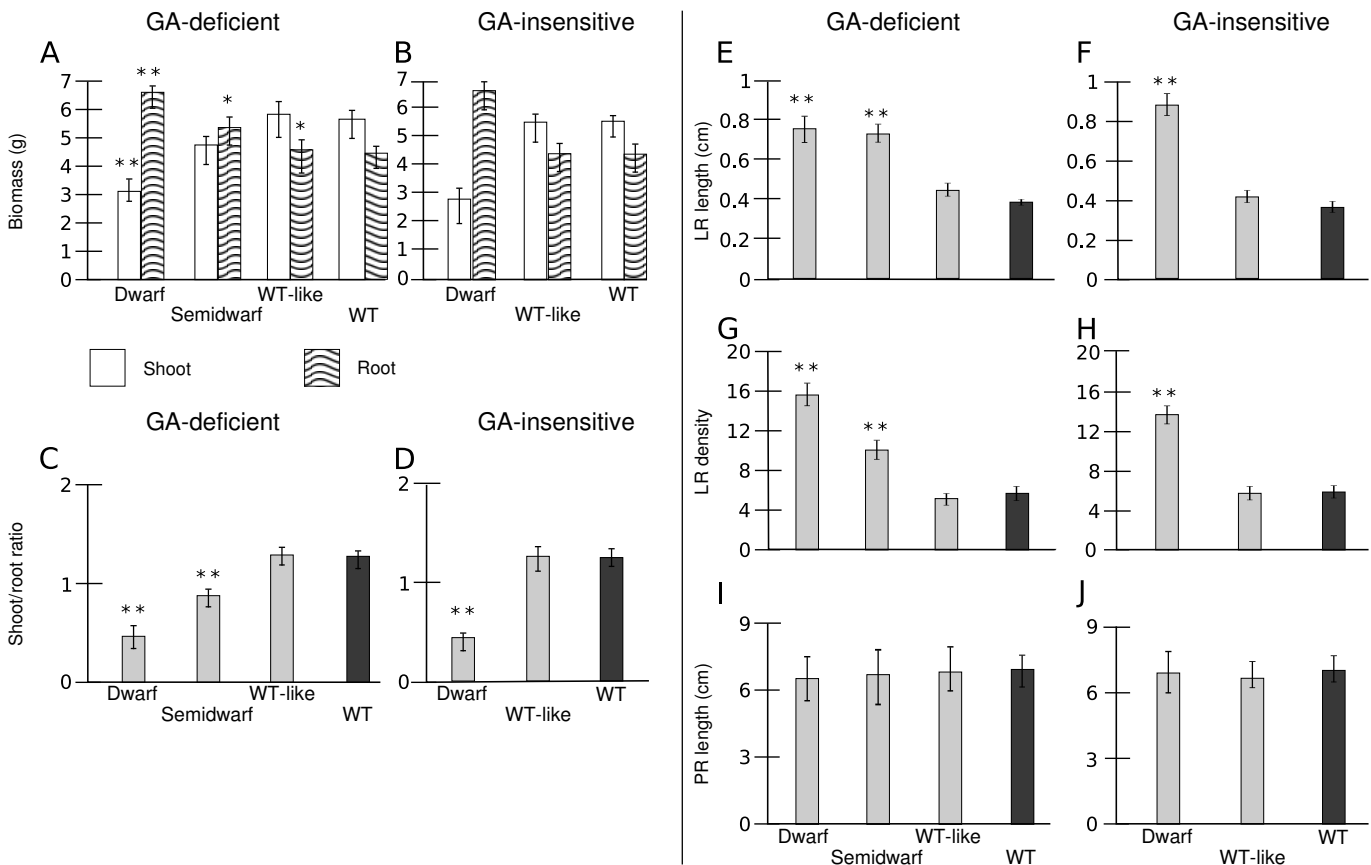 GA-deficient
GA-insensitive
A
B
Biomass (g)
7
6
5
4
3
2
1
0
**
**
*
*
7
6
5
4
3
2
1
0
Dwarf
Semidwarf
WT-like
WT
Dwarf
WT-like
WT
Shoot
Root
GA-deficient
GA-insensitive
C
D
Shoot/root ratio
2
1
0
**
**
2
1
0
**
Dwarf
Semidwarf
WT-like
WT
Dwarf
WT-like
WT
GA-deficient
GA-insensitive
E
F
LR length (cm)
1
0.8
0.6
0.4
0.2
0
**
**
1
0.8
0.6
0.4
0.2
0
**
G
H
LR density
20
16
12
8
4
0
**
**
20
16
12
8
4
0
**
I
J
PR length (cm)
9
6
3
0
9
6
3
0
Dwarf
Semidwarf
WT-like
WT
Dwarf
WT-like
WT